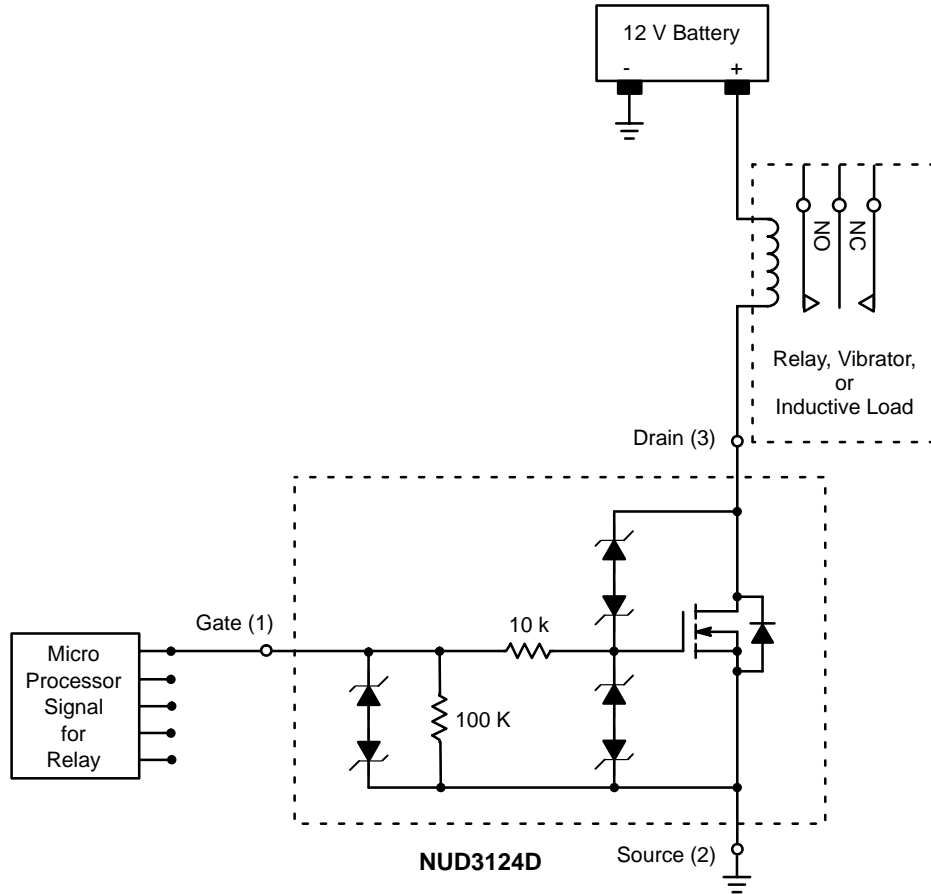 12 V Battery
- +
NO
NC
Relay, Vibrator,
or
Inductive Load
Drain (3)
Gate (1)
10 k
Micro
Processor
Signal
for
Relay
100 K
NUD3124D
Source (2)